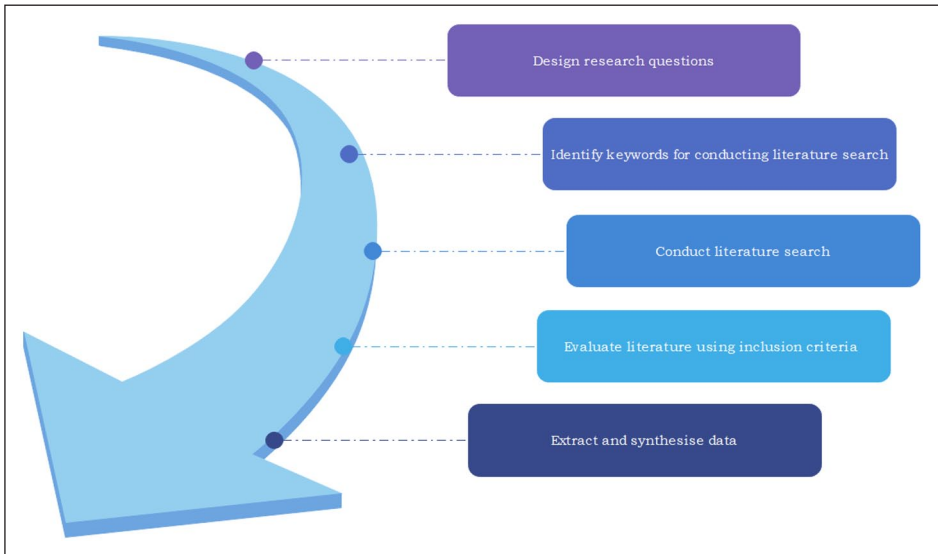 Design research questions
Identify keywords for conducting literature search
Conduct literature search
Evaluate literature using inclusion criteria
Extract and synthesise data